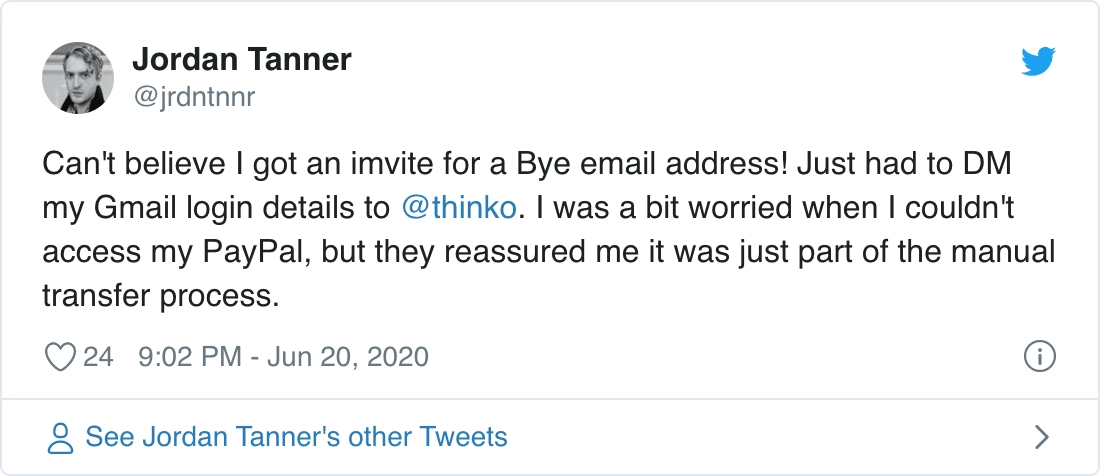 Jordan Tanner
@jrdntnnr
Can't believe I got an imvite for a Bye email address! Just had to DM
my Gmail login details to @thinko. I was a bit worried when I couldn't
access my PayPal, but they reassured me it was just part of the manual
transfer process.
24 9:02 PM - Jun 20, 2020
See Jordan Tanner's other Tweets